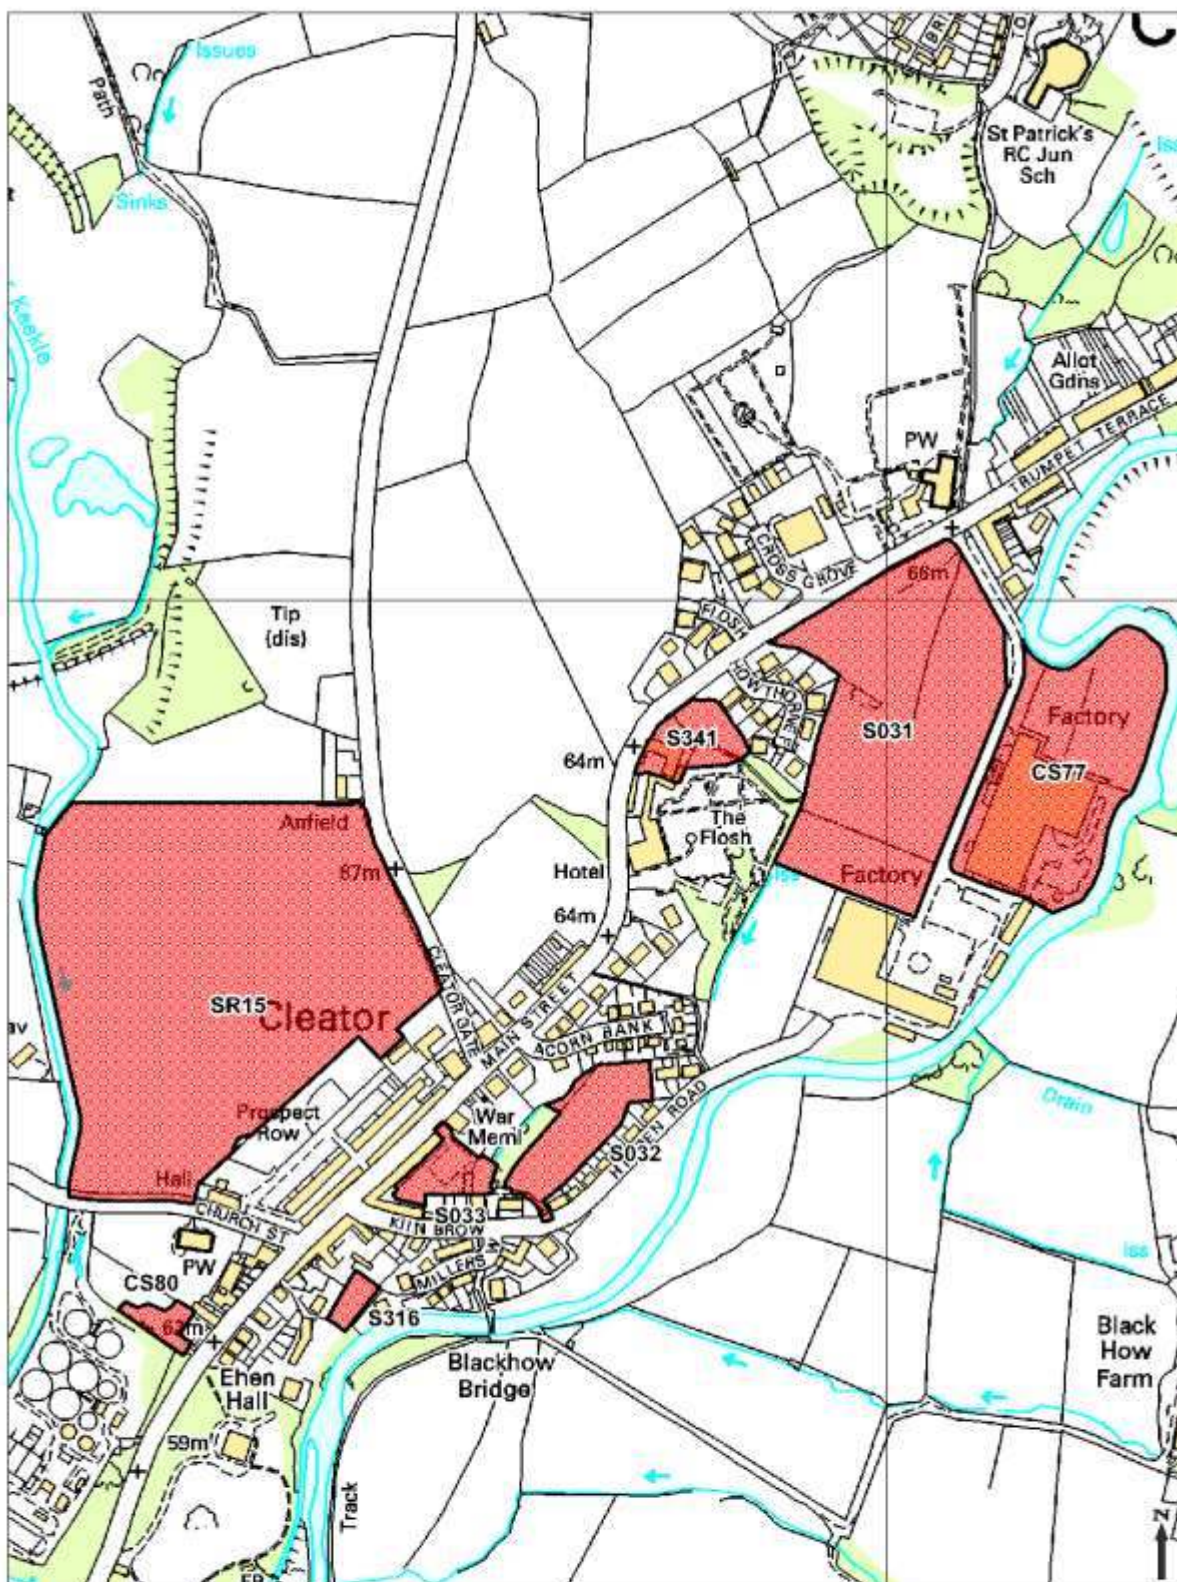 Issues
Path
Sinks
St Patrick's
RC Jun
Sch
Keekle
Allot
Gdns
PW
TRUMPET TERRACE
CROSS GROVE
66m
FLOSH
Tip
(dis)
S341
64m
S031
Factory
CS77
The
Flosh
Anfield
67m
Hotel
Factory
Iss
64m
CLEATOR GATE
SR15
Cleator
MAIN STREET
ACORN BANK
Drain
Prospect
Row
War
Meml
S032
Hall
S033
CHURCH ST
KILN BROW
MILLERS
Iss
PW
CS80
S316
Blackhow
Bridge
Black
How
Farm
Ehen
Hall
59m
Track
N